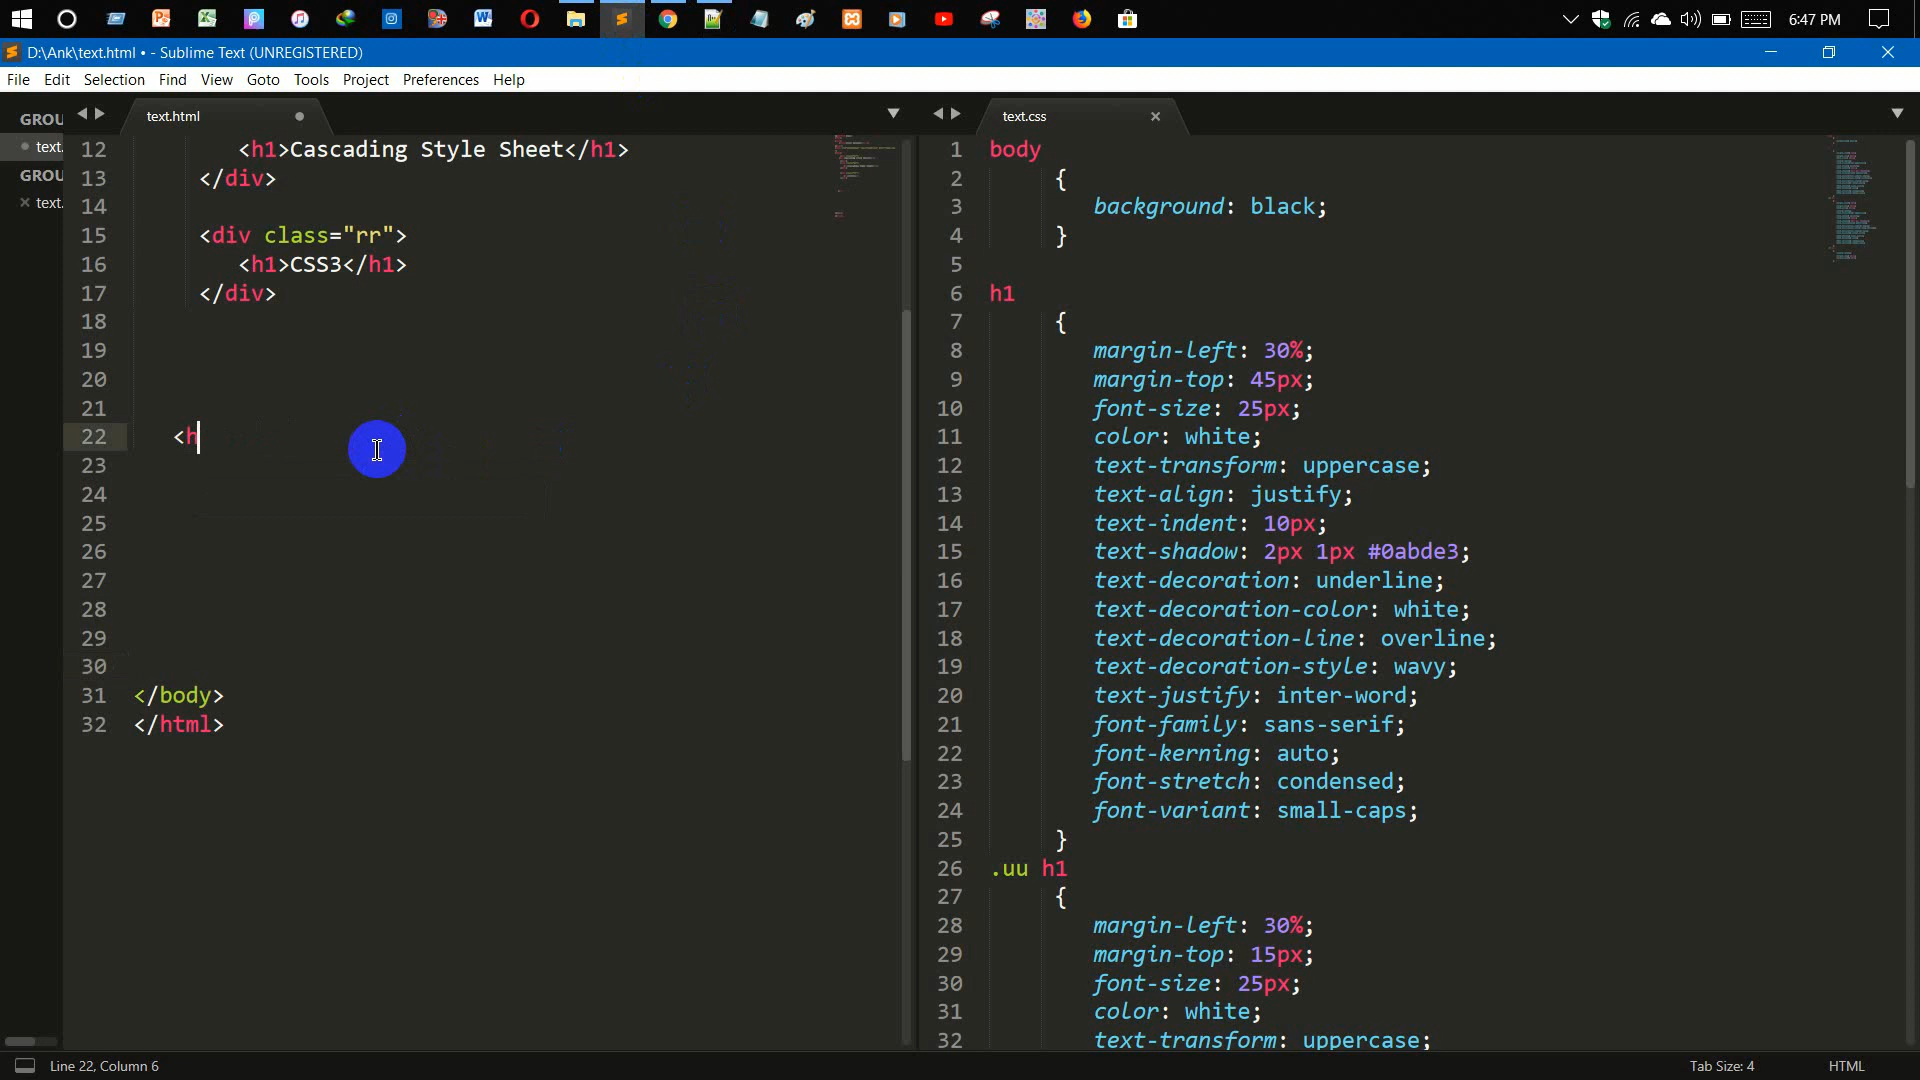 6:47 PM
D:\Ank\text.html • - Sublime Text (UNREGISTERED)
File Edit Selection Find View Goto Tools Project Preferences Help
GROU
text.
GROU
text.
text.html
12 <h1>Cascading Style Sheet</h1>
13 </div>
14
15 <div class="rr">
16 <h1>CSS3</h1>
17 </div>
18
19
20
21
22 <h
23
24
25
26
27
28
29
30
31 </body>
32 </html>
text.css
1 body
2 {
3 background: black;
4 }
5
6 h1
7 {
8 margin-left: 30%;
9 margin-top: 45px;
10 font-size: 25px;
11 color: white;
12 text-transform: uppercase;
13 text-align: justify;
14 text-indent: 10px;
15 text-shadow: 2px 1px #0abde3;
16 text-decoration: underline;
17 text-decoration-color: white;
18 text-decoration-line: overline;
19 text-decoration-style: wavy;
20 text-justify: inter-word;
21 font-family: sans-serif;
22 font-kerning: auto;
23 font-stretch: condensed;
24 font-variant: small-caps;
25 }
26 .uu h1
27 {
28 margin-left: 30%;
29 margin-top: 15px;
30 font-size: 25px;
31 color: white;
32 text-transform: uppercase;
Line 22, Column 6
Tab Size: 4
HTML